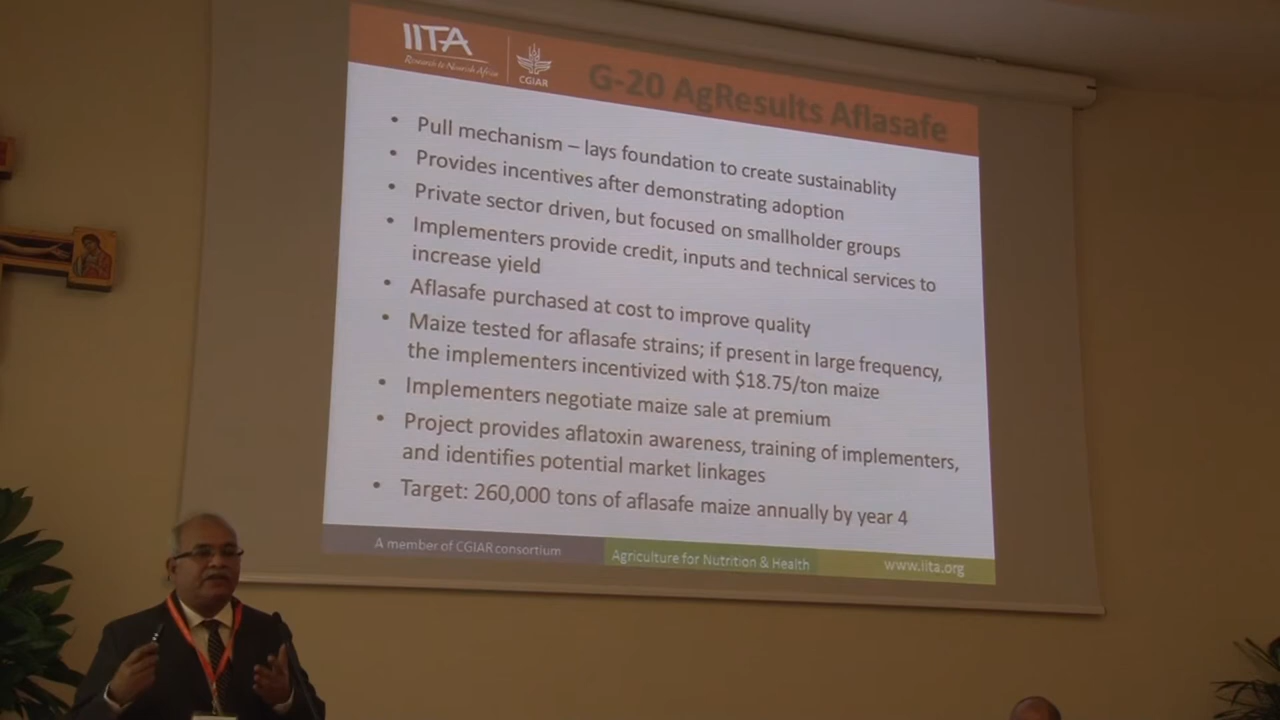 IITA
Research to Nourish Africa
CGIAR
G-20 AgResults Aflasafe
• Pull mechanism – lays foundation to create sustainablity
• Provides incentives after demonstrating adoption
• Private sector driven, but focused on smallholder groups
• Implementers provide credit, inputs and technical services to
increase yield
• Aflasafe purchased at cost to improve quality
• Maize tested for aflasafe strains; if present in large frequency,
the implementers incentivized with $18.75/ton maize
• Implementers negotiate maize sale at premium
• Project provides aflatoxin awareness, training of implementers,
and identifies potential market linkages
• Target: 260,000 tons of aflasafe maize annually by year 4
A member of CGIAR consortium
Agriculture for Nutrition & Health
www.iita.org